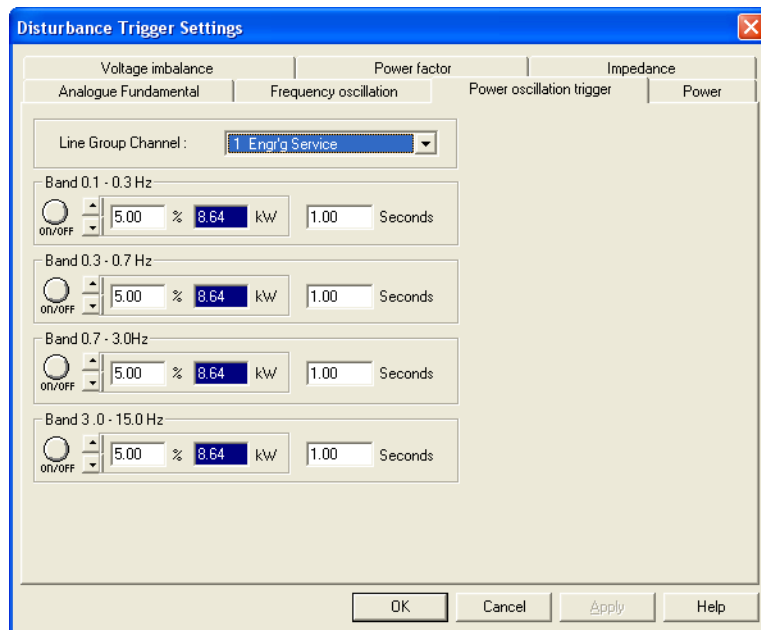 Disturbance Trigger Settings
Voltage imbalance Power factor Impedance
Analogue Fundamental Frequency oscillation Power oscillation trigger Power
Line Group Channel : 1 Engr'g Service
Band 0.1 - 0.3 Hz
on/off 5.00 % 8.64 kW 1.00 Seconds
Band 0.3 - 0.7 Hz
on/off 5.00 % 8.64 kW 1.00 Seconds
Band 0.7 - 3.0Hz
on/off 5.00 % 8.64 kW 1.00 Seconds
Band 3 .0 - 15.0 Hz
on/off 5.00 % 8.64 kW 1.00 Seconds
OK Cancel Apply Help